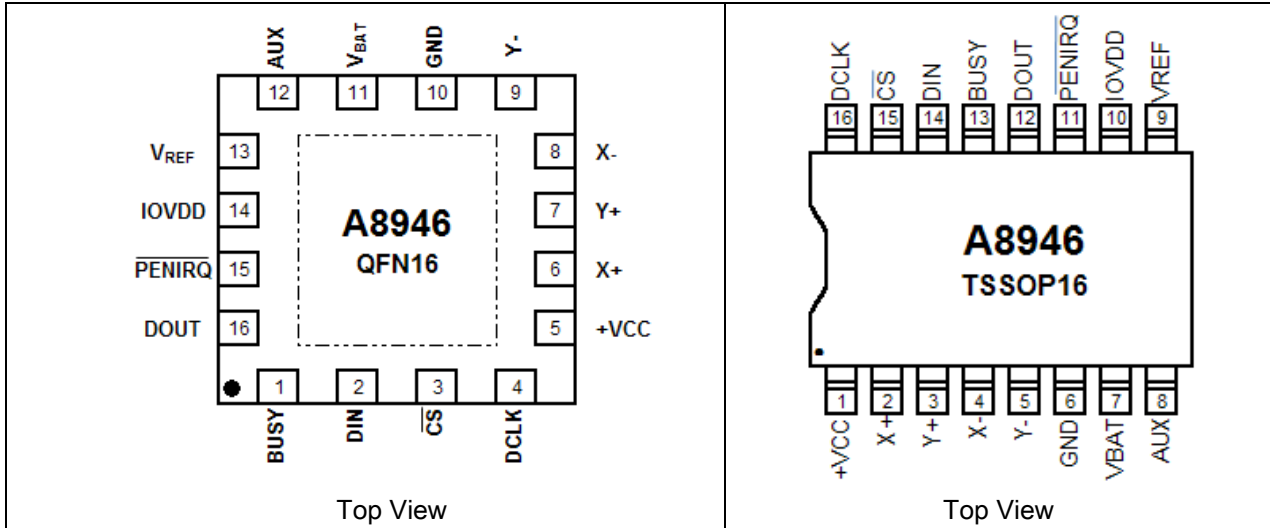 AUX VBAT GND Y-
12 11 10 9
VREF 13 8 X-
IOVDD 14 7 Y+
A8946
QFN16
PENIRQ 15 6 X+
DOUT 16 5 +VCC
1 2 3 4
BUSY DIN CS DCLK
Top View
DCLK CS DIN BUSY DOUT PENIRQ IOVDD VREF
16 15 14 13 12 11 10 9
A8946
TSSOP16
1 2 3 4 5 6 7 8
+VCC X+ Y+ X- Y- GND VBAT AUX
Top View